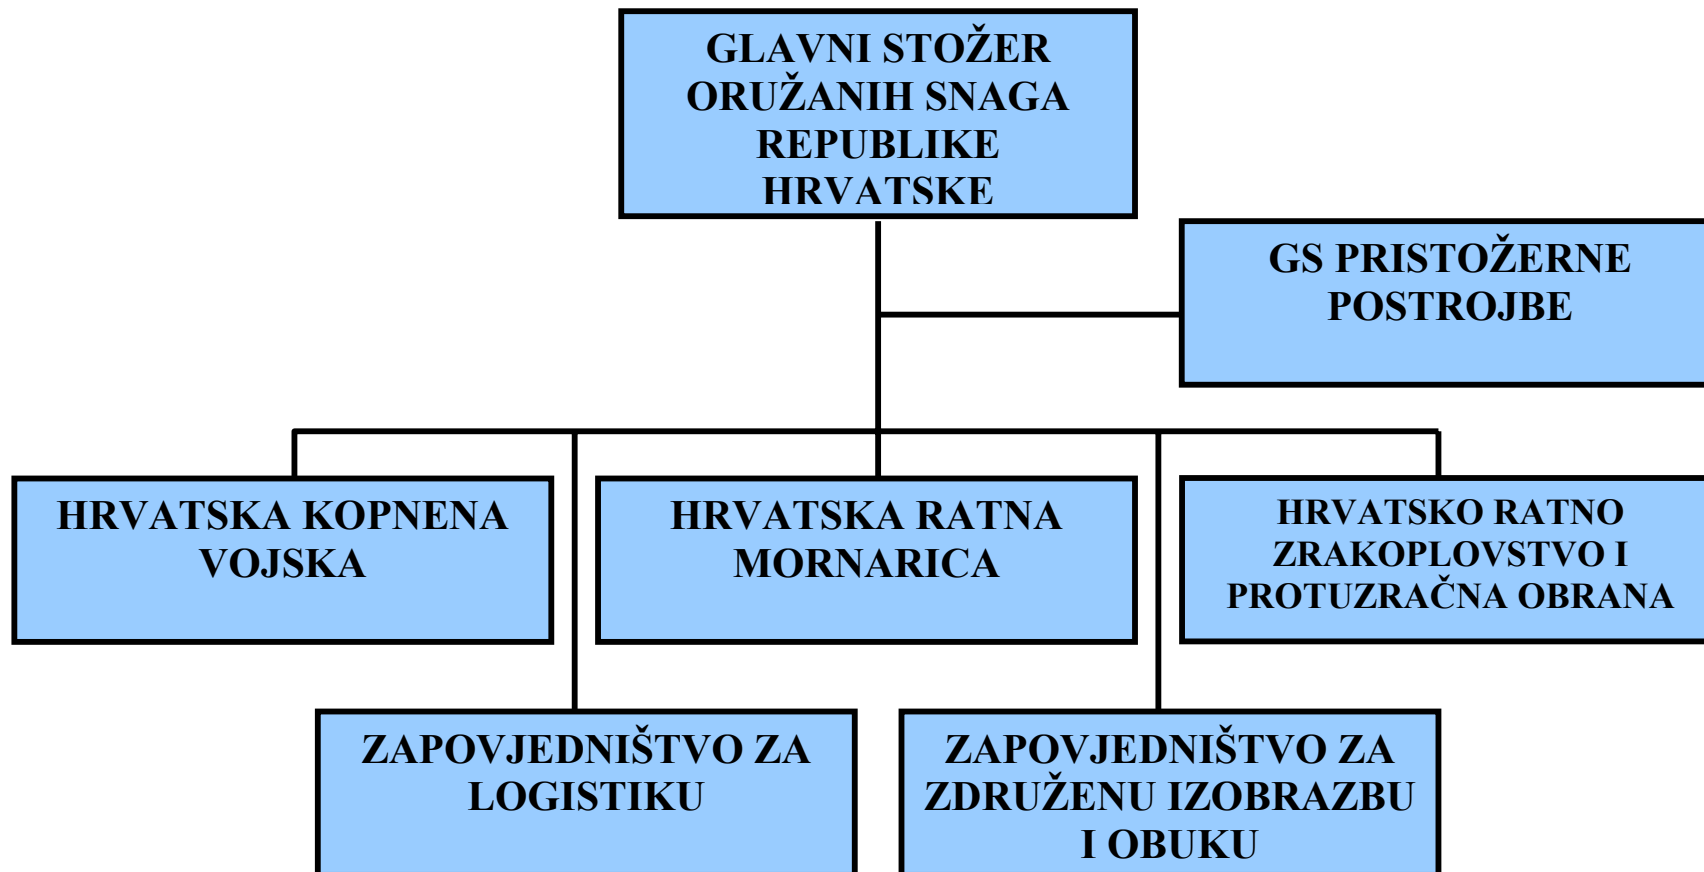 GLAVNI STOŽER
ORUŽANIH SNAGA
REPUBLIKE
HRVATSKE
GS PRISTOŽERNE
POSTROJBE
HRVATSKA KOPNENA
VOJSKA
HRVATSKA RATNA
MORNARICA
HRVATSKO RATNO
ZRAKOPLOVSTVO I
PROTUZRAČNA OBRANA
ZAPOVJEDNIŠTVO ZA
LOGISTIKU
ZAPOVJEDNIŠTVO ZA
ZDRUŽENU IZOBRAZBU
I OBUKU